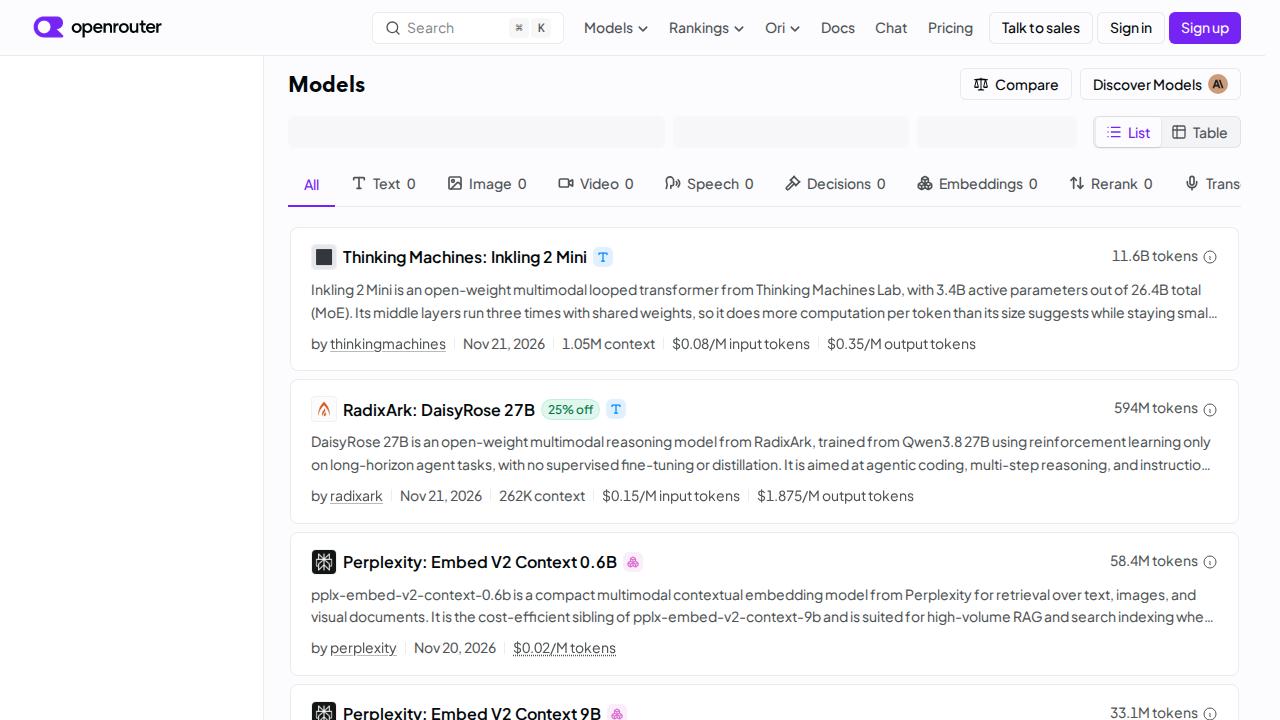 openrouter
Search ⌘ K
Models
Rankings
Ori
Docs
Chat
Pricing
Talk to sales
Sign in
Sign up
Models
Compare
Discover Models
List
Table
All
Text 0
Image 0
Video 0
Speech 0
Decisions 0
Embeddings 0
Rerank 0
Trans
Thinking Machines: Inkling 2 Mini
11.6B tokens
Inkling 2 Mini is an open-weight multimodal looped transformer from Thinking Machines Lab, with 3.4B active parameters out of 26.4B total
(MoE). Its middle layers run three times with shared weights, so it does more computation per token than its size suggests while staying smal…
by thinkingmachines
Nov 21, 2026
1.05M context
$0.08/M input tokens
$0.35/M output tokens
RadixArk: DaisyRose 27B
25% off
594M tokens
DaisyRose 27B is an open-weight multimodal reasoning model from RadixArk, trained from Qwen3.8 27B using reinforcement learning only
on long-horizon agent tasks, with no supervised fine-tuning or distillation. It is aimed at agentic coding, multi-step reasoning, and instructio…
by radixark
Nov 21, 2026
262K context
$0.15/M input tokens
$1.875/M output tokens
Perplexity: Embed V2 Context 0.6B
58.4M tokens
pplx-embed-v2-context-0.6b is a compact multimodal contextual embedding model from Perplexity for retrieval over text, images, and
visual documents. It is the cost-efficient sibling of pplx-embed-v2-context-9b and is suited for high-volume RAG and search indexing whe…
by perplexity
Nov 20, 2026
$0.02/M tokens
Perplexity: Embed V2 Context 9B
33.1M tokens